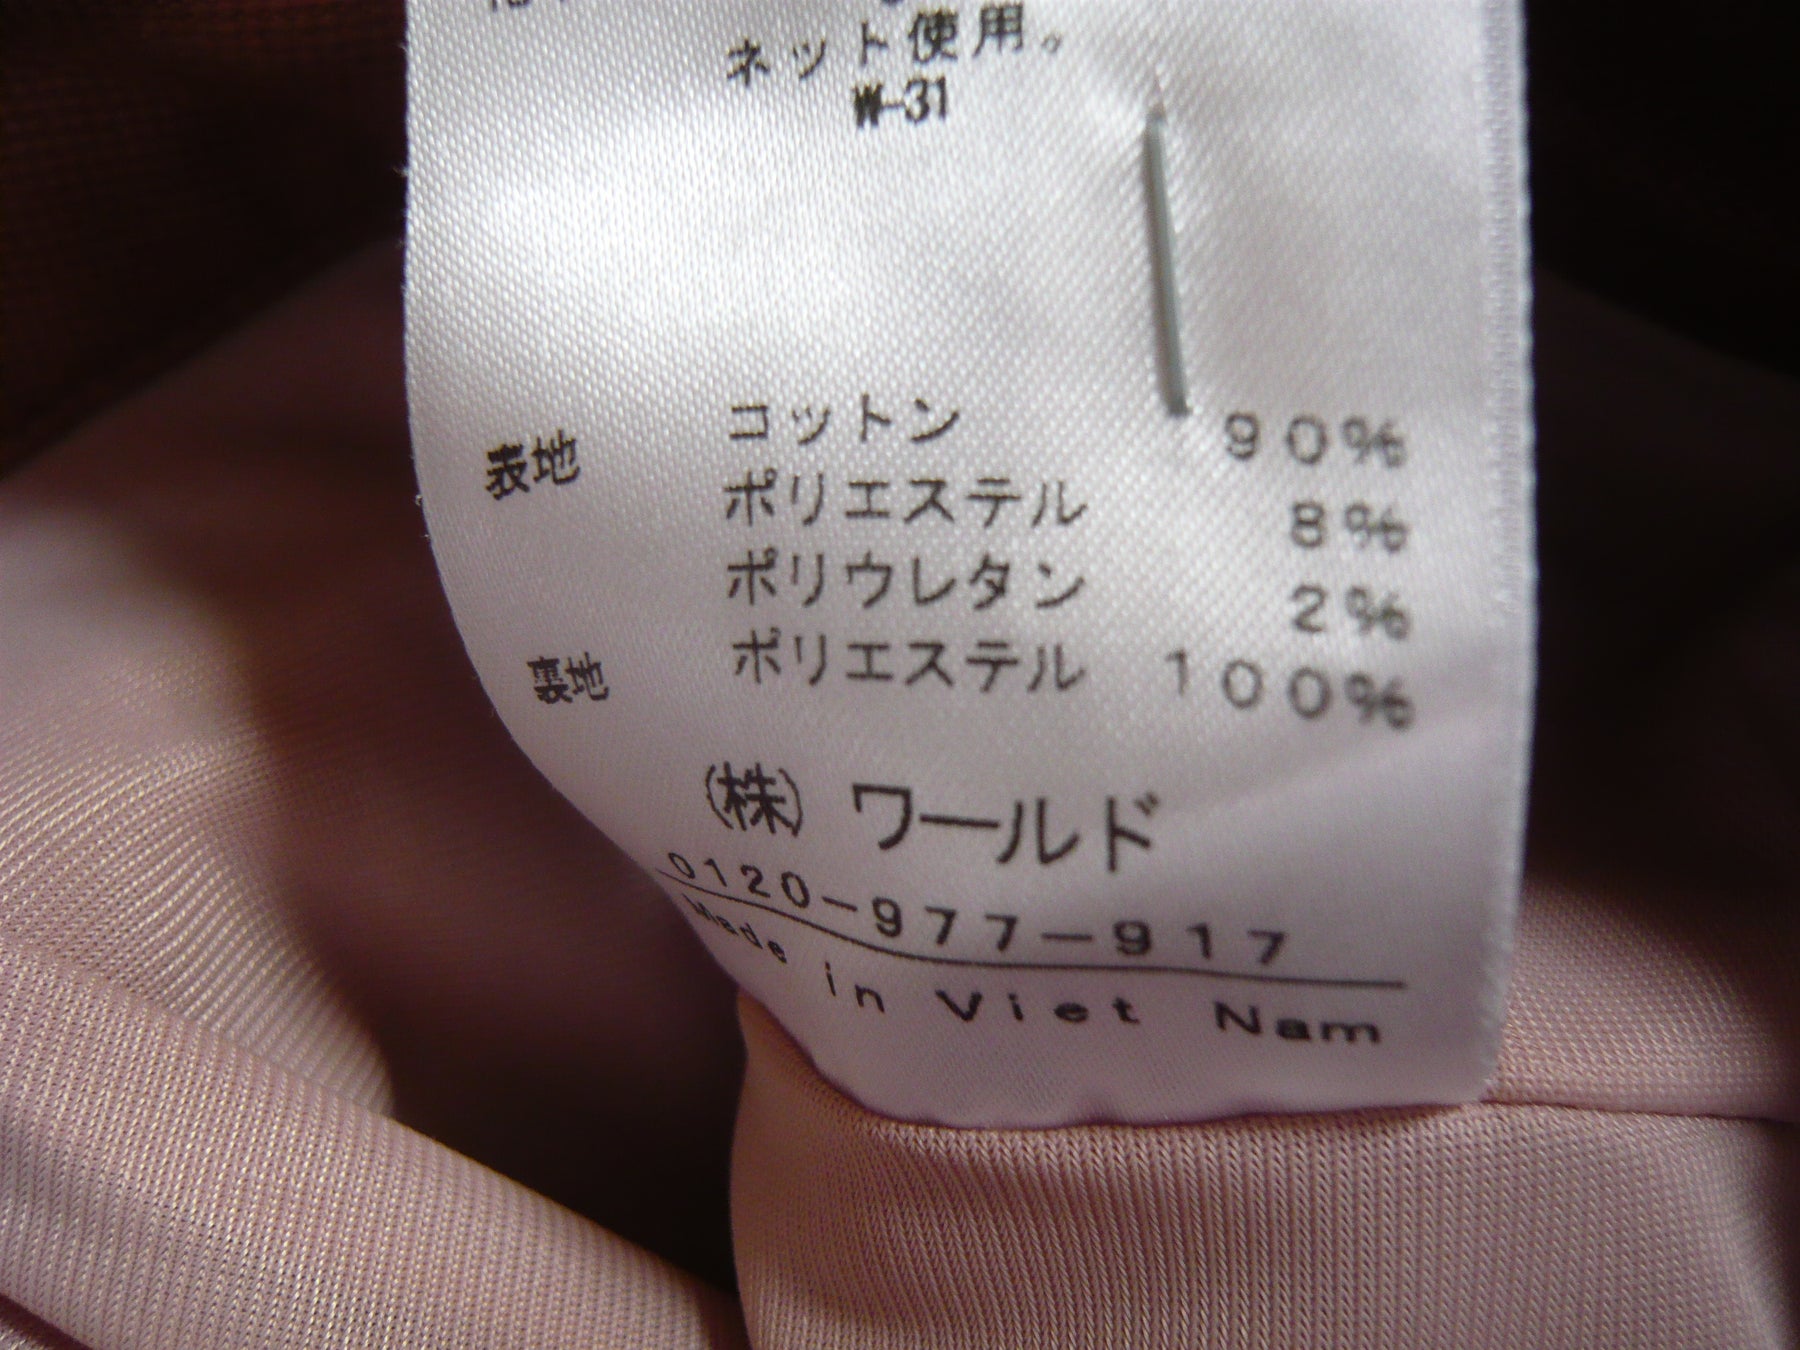 ネット使用。
W-31
表地 コットン 90%
ポリエステル 8%
ポリウレタン 2%
裏地 ポリエステル 100%
(株) ワールド
0120-977-917
Made in Viet Nam